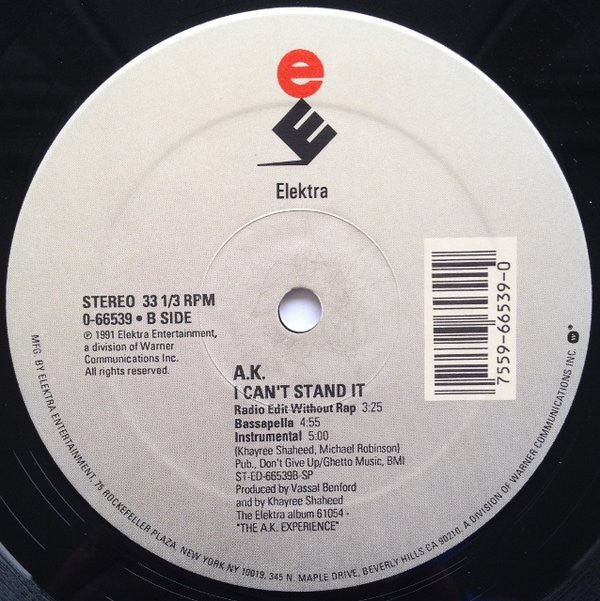 e
E
Elektra
STEREO 33 1/3 RPM
0-66539 • B SIDE
℗ 1991 Elektra Entertainment,
a division of Warner
Communications Inc.
All rights reserved.
7559-66539-0
A.K.
I CAN'T STAND IT
Radio Edit Without Rap 3:25
Bassapella 4:55
Instrumental 5:00
(Khayree Shaheed, Michael Robinson)
Pub., Don't Give Up/Ghetto Music, BMI
ST-ED-66539B-SP
Produced by Vassal Benford
and by Khayree Shaheed
The Elektra album 61054 -
"THE A.K. EXPERIENCE"
MFG. BY ELEKTRA ENTERTAINMENT, 75 ROCKEFELLER PLAZA, NEW YORK NY 10019, 345 N. MAPLE DRIVE, BEVERLY HILLS CA 90210. A DIVISION OF WARNER COMMUNICATIONS INC. W ®